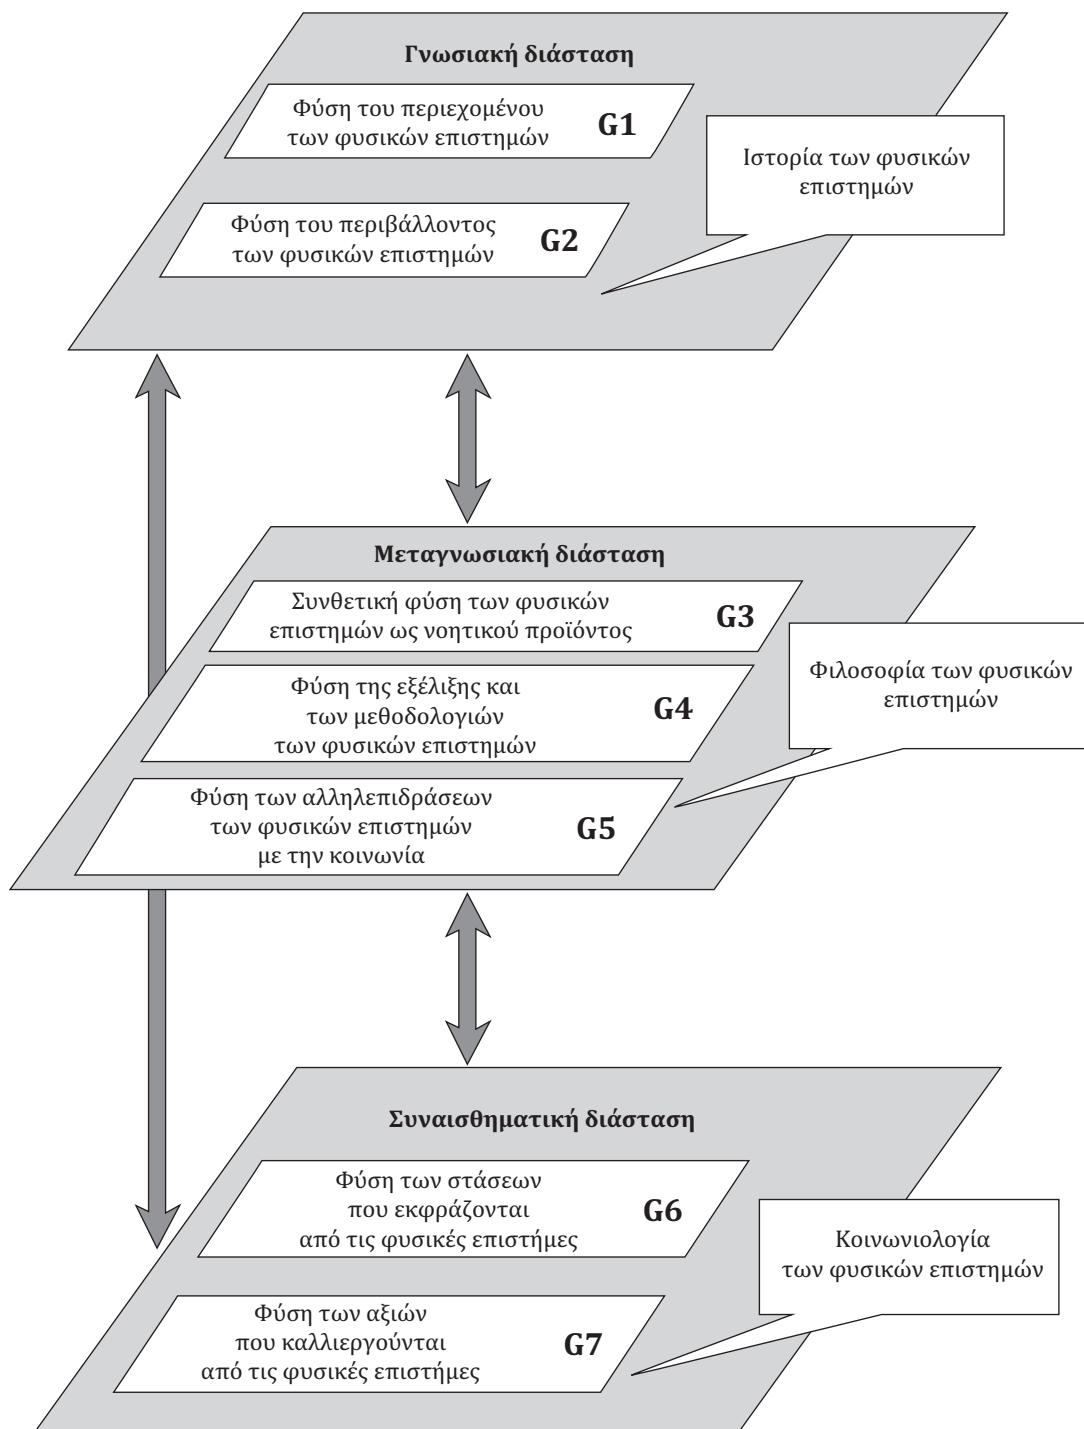 Γνωσιακή διάσταση
Φύση του περιεχομένου
των φυσικών επιστημών
G1
Ιστορία των φυσικών
επιστημών
Φύση του περιβάλλοντος
των φυσικών επιστημών
G2
Μεταγνωσιακή διάσταση
Συνθετική φύση των φυσικών
επιστημών ως νοητικού προϊόντος
G3
Φιλοσοφία των φυσικών
επιστημών
Φύση της εξέλιξης και
των μεθοδολογιών
των φυσικών επιστημών
G4
Φύση των αλληλεπιδράσεων
των φυσικών επιστημών
με την κοινωνία
G5
Συναισθηματική διάσταση
Φύση των στάσεων
που εκφράζονται
από τις φυσικές επιστήμες
G6
Κοινωνιολογία
των φυσικών επιστημών
Φύση των αξιών
που καλλιεργούνται
από τις φυσικές επιστήμες
G7